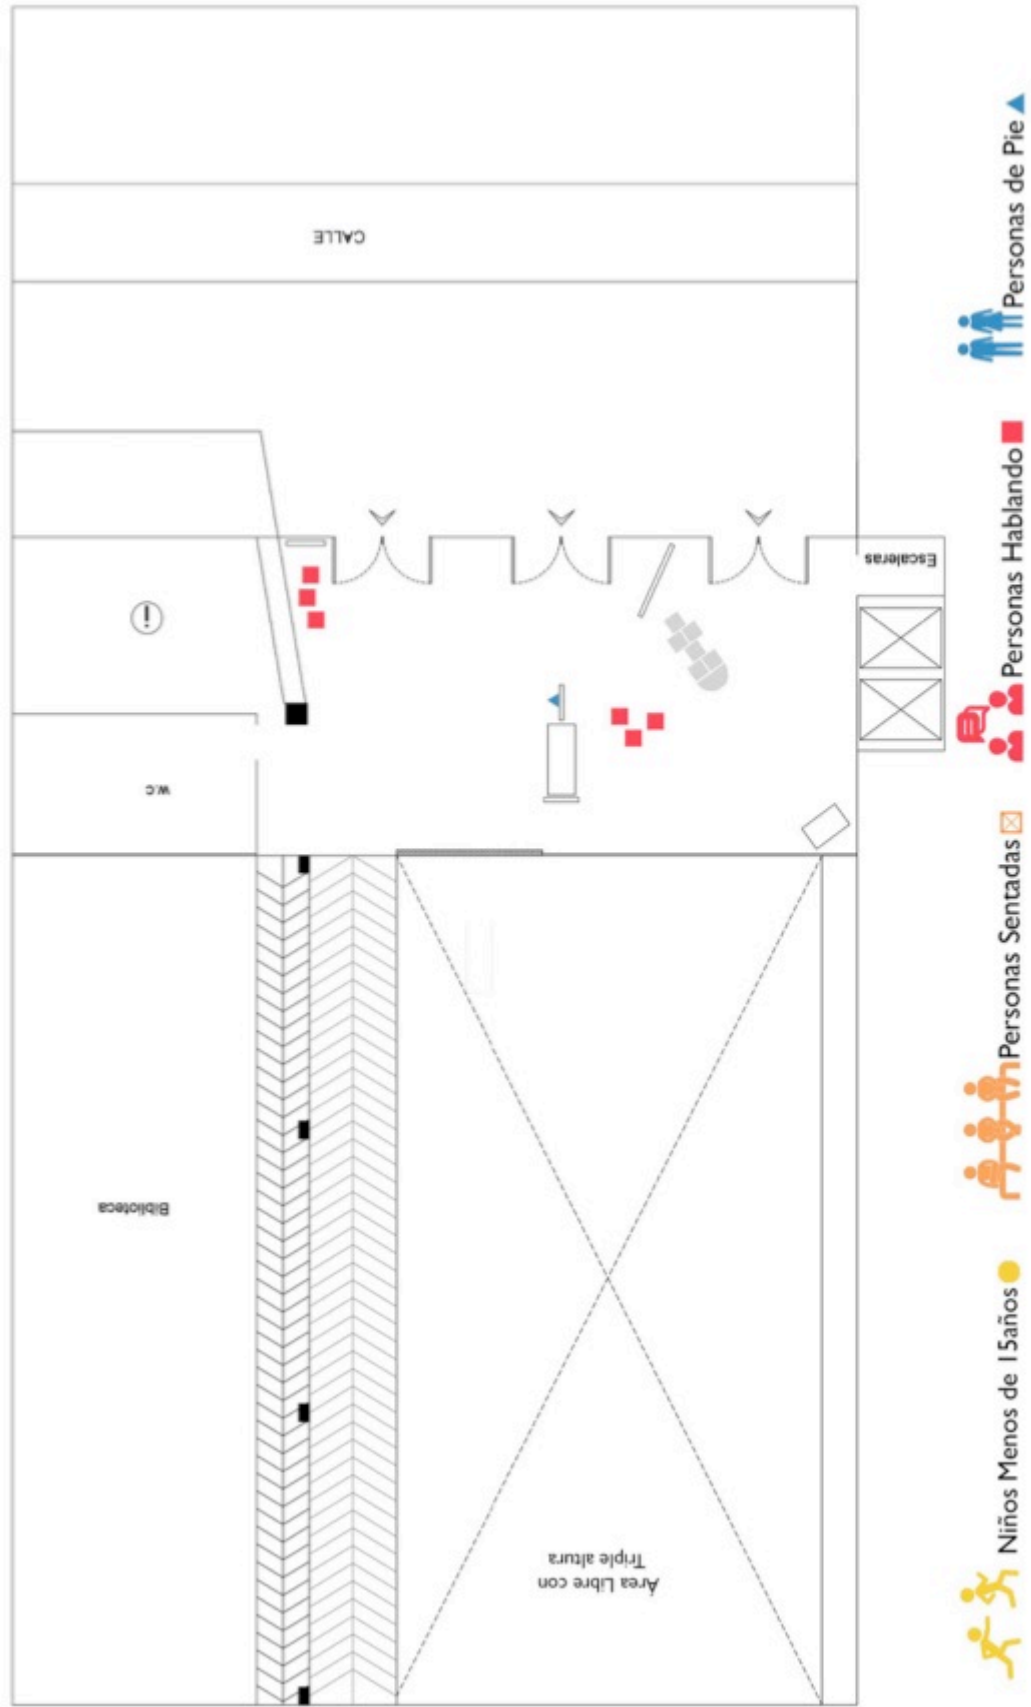 CALLE
Escaleras
i
W.C
Biblioteca
Área Libre con
Triple altura
Niños Menos de 15años
Personas Sentadas
Personas Hablando
Personas de Pie